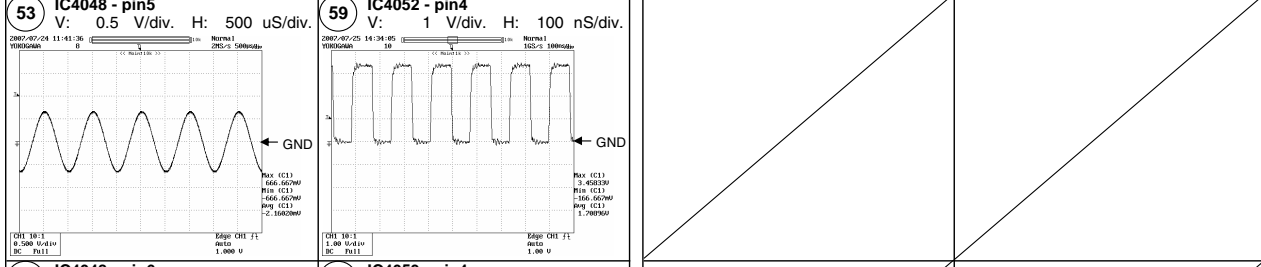 53 IC4048 - pin5
V: 0.5 V/div. H: 500 uS/div.
2007/07/24 11:41:36 Normal
YOKOGAWA 8 2MS/s 500us/div
<< Main:10k >>
GND
Max (C1)
666.667mV
Min (C1)
-666.667mV
Avg (C1)
-2.16020mV
CH1 10:1
0.500 V/div
DC Full
Edge CH1
Auto
1.000 V
59 IC4052 - pin4
V: 1 V/div. H: 100 nS/div.
2007/07/25 14:34:05 Normal
YOKOGAWA 10 1GS/s 100ns/div
<< Main:10k >>
GND
Max (C1)
3.45833V
Min (C1)
-166.667mV
Avg (C1)
1.70896V
CH1 10:1
1.00 V/div
DC Full
Edge CH1
Auto
1.00 V